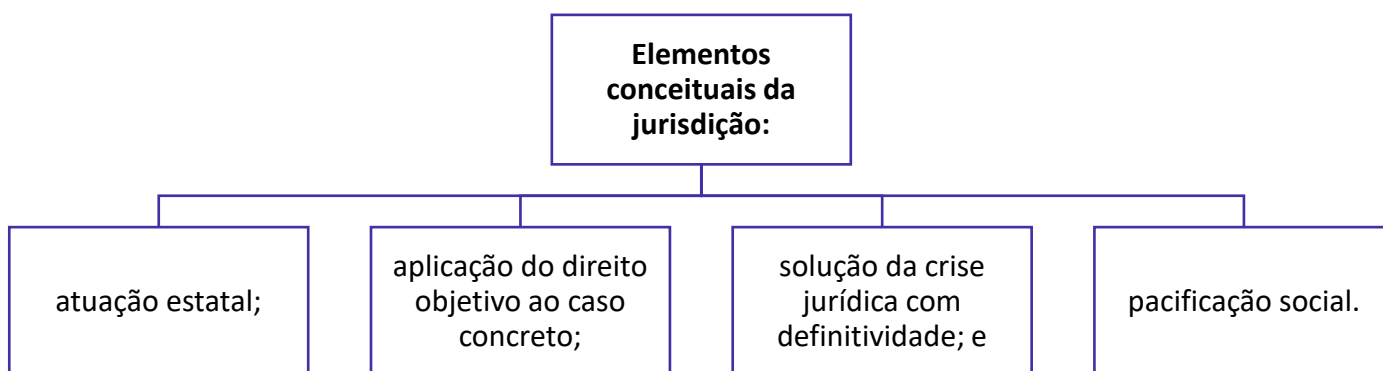 Elementos
conceituais da
jurisdição:
atuação estatal;
aplicação do direito
objetivo ao caso
concreto;
solução da crise
jurídica com
definitividade; e
pacificação social.